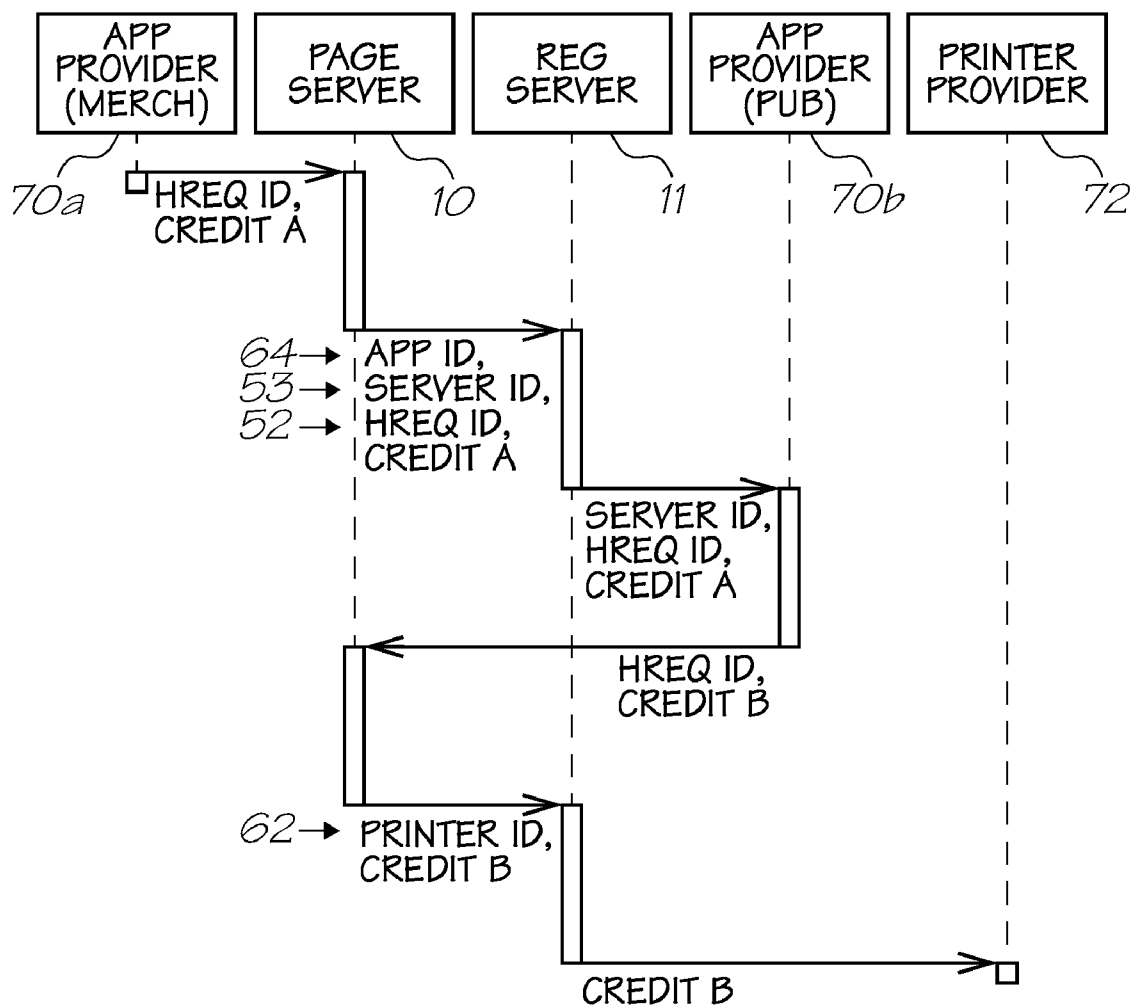 APP
PROVIDER
(MERCH)
PAGE
SERVER
REG
SERVER
APP
PROVIDER
(PUB)
PRINTER
PROVIDER
70a
10
11
70b
72
HREQ ID,
CREDIT A
64
APP ID,
53
SERVER ID,
52
HREQ ID,
CREDIT A
SERVER ID,
HREQ ID,
CREDIT A
HREQ ID,
CREDIT B
62
PRINTER ID,
CREDIT B
CREDIT B